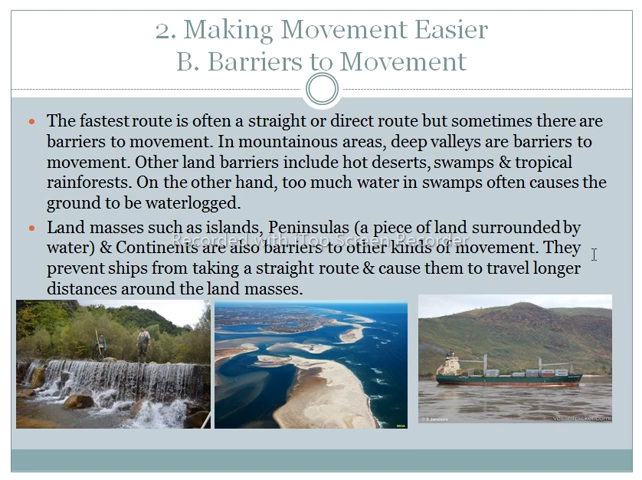 2. Making Movement Easier
B. Barriers to Movement
• The fastest route is often a straight or direct route but sometimes there are
barriers to movement. In mountainous areas, deep valleys are barriers to
movement. Other land barriers include hot deserts, swamps & tropical
rainforests. On the other hand, too much water in swamps often causes the
ground to be waterlogged.
• Land masses such as islands, Peninsulas (a piece of land surrounded by
Recorded with iTop Screen Recorder
water) & Continents are also barriers to other kinds of movement. They
prevent ships from taking a straight route & cause them to travel longer
distances around the land masses.